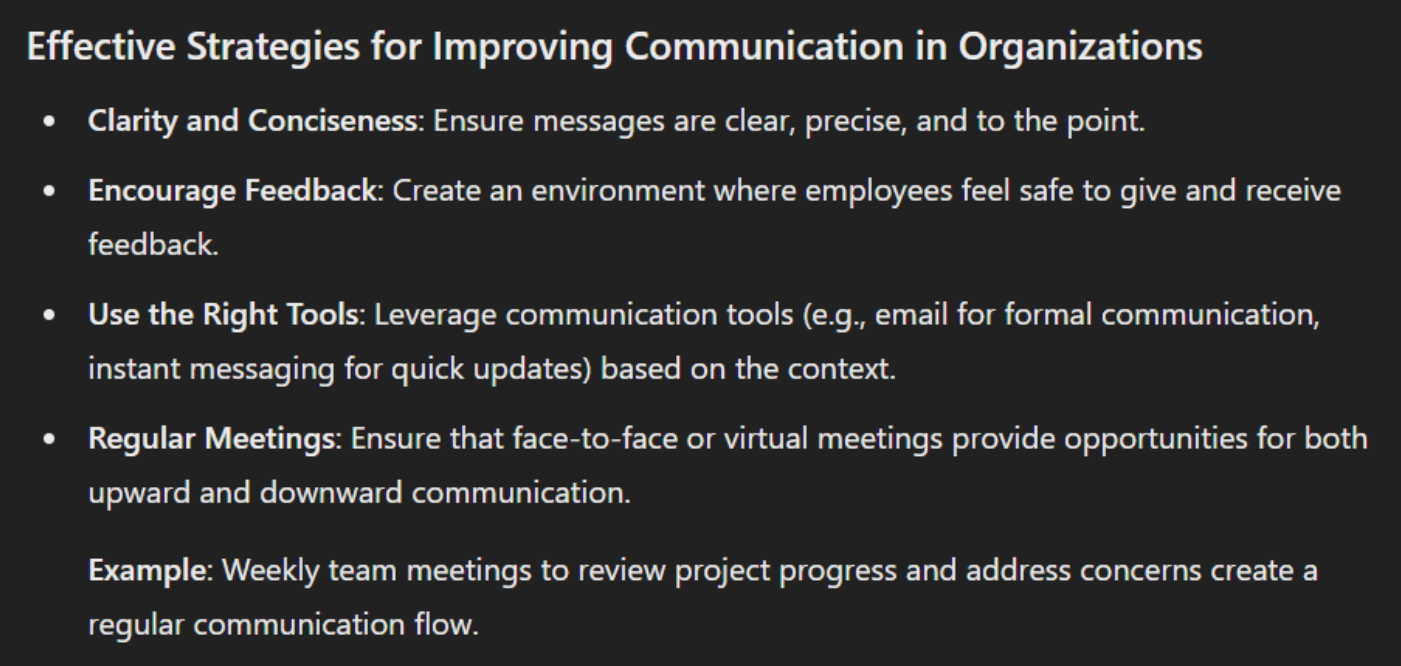 Effective Strategies for Improving Communication in Organizations
• Clarity and Conciseness: Ensure messages are clear, precise, and to the point.
• Encourage Feedback: Create an environment where employees feel safe to give and receive
feedback.
• Use the Right Tools: Leverage communication tools (e.g., email for formal communication,
instant messaging for quick updates) based on the context.
• Regular Meetings: Ensure that face-to-face or virtual meetings provide opportunities for both
upward and downward communication.
Example: Weekly team meetings to review project progress and address concerns create a
regular communication flow.